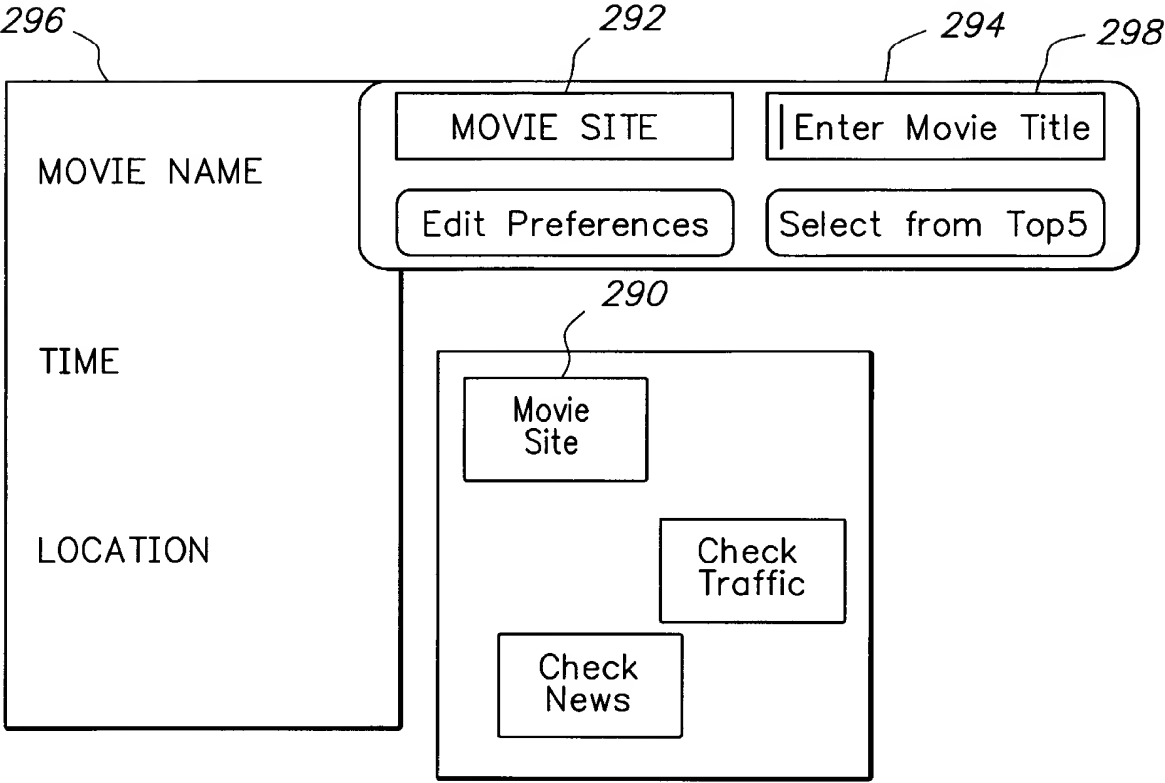 296
292
294
298
MOVIE SITE
Enter Movie Title
MOVIE NAME
Edit Preferences
Select from Top5
290
TIME
Movie
Site
LOCATION
Check
Traffic
Check
News